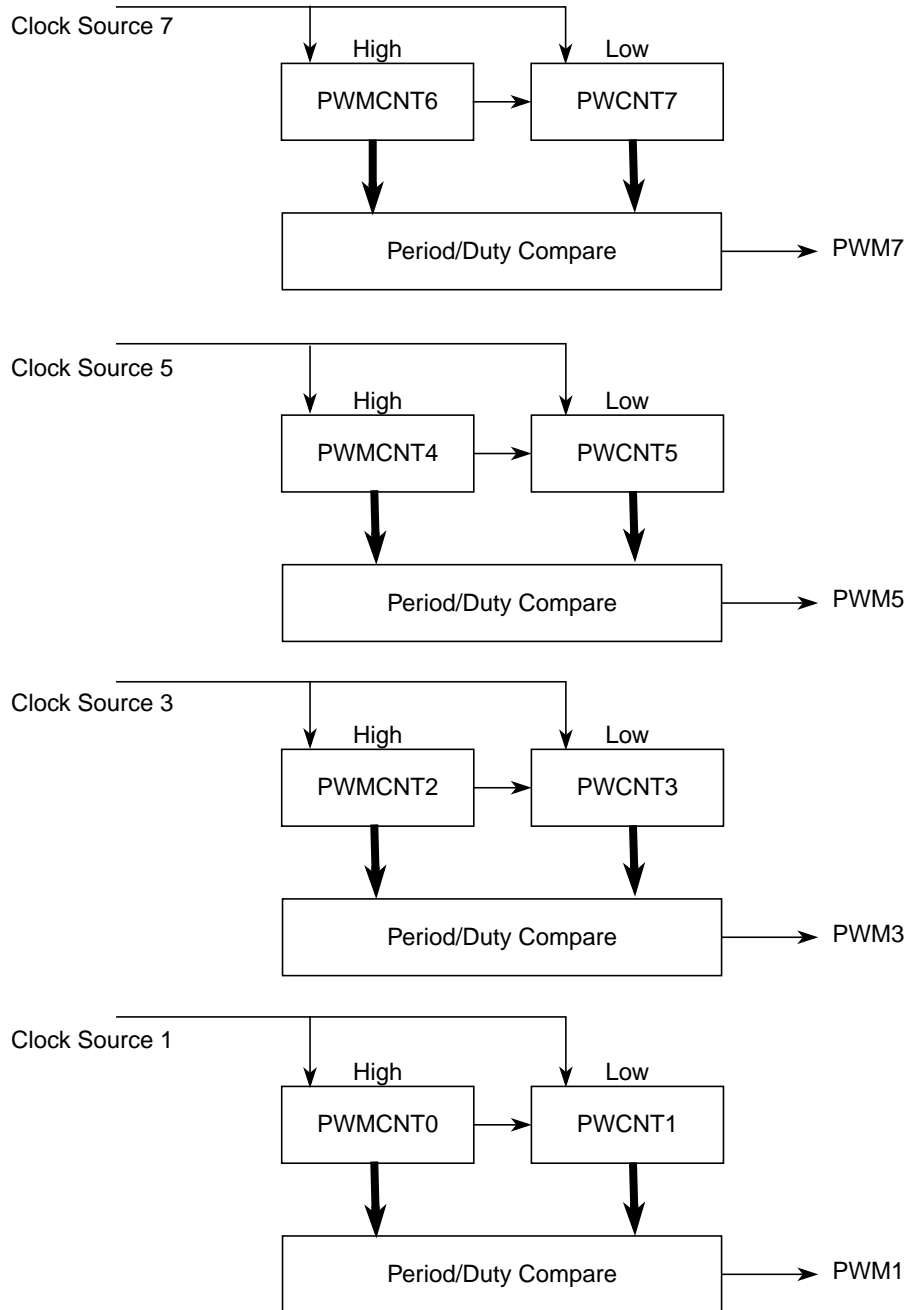 Clock Source 7
High
Low
PWMCNT6
PWCNT7
Period/Duty Compare
PWM7
Clock Source 5
High
Low
PWMCNT4
PWCNT5
Period/Duty Compare
PWM5
Clock Source 3
High
Low
PWMCNT2
PWCNT3
Period/Duty Compare
PWM3
Clock Source 1
High
Low
PWMCNT0
PWCNT1
Period/Duty Compare
PWM1